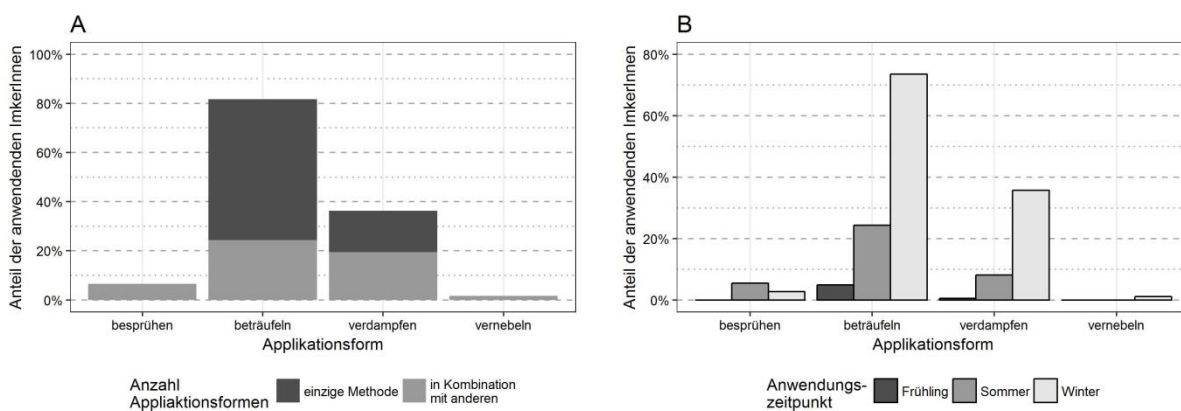 A
Anteil der anwendenden ImkerInnen
100%
80%
60%
40%
20%
0%
besprühen
beträufeln
verdampfen
vernebeln
Applikationsform
Anzahl
Appliaktionsformen
einzige Methode
in Kombination
mit anderen
B
Anteil der anwendenden ImkerInnen
80%
60%
40%
20%
0%
besprühen
beträufeln
verdampfen
vernebeln
Applikationsform
Anwendungs-
zeitpunkt
Frühling
Sommer
Winter